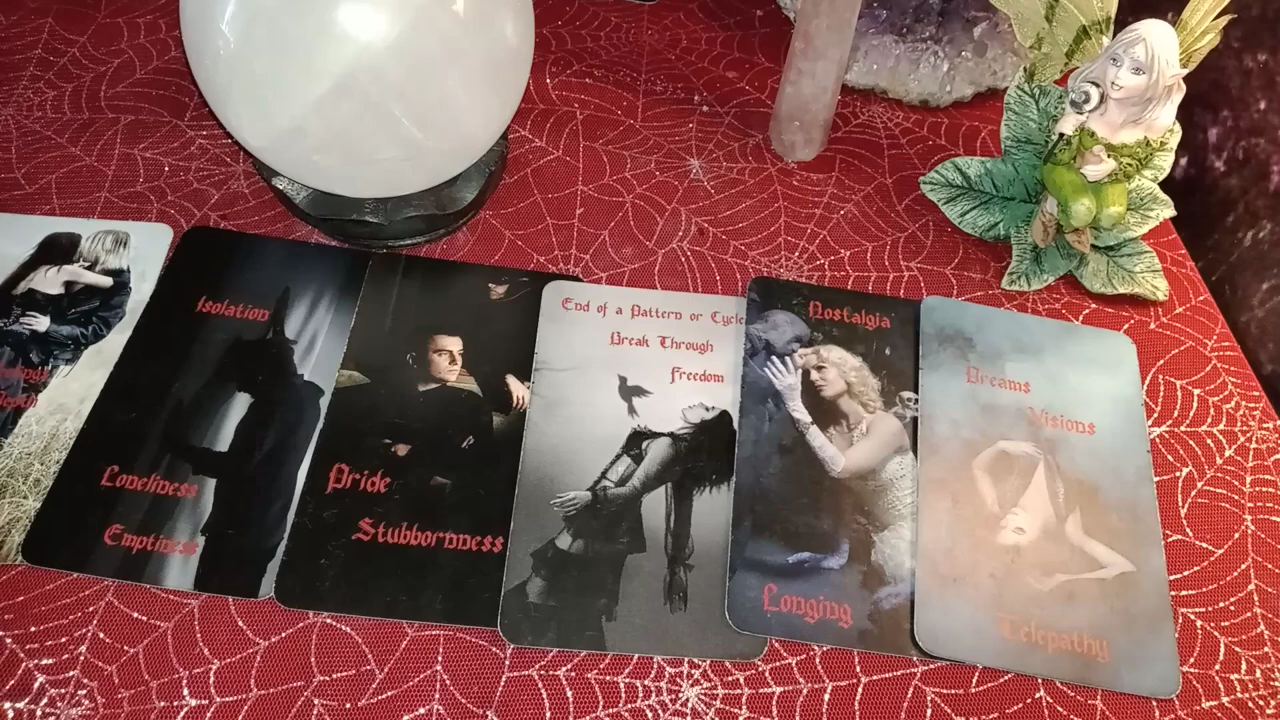 Isolation
Loneliness
Emptiness
Pride
Stubbornness
End of a Pattern or Cycle
Break Through
Freedom
Nostalgia
Longing
Dreams
Visions
Telepathy